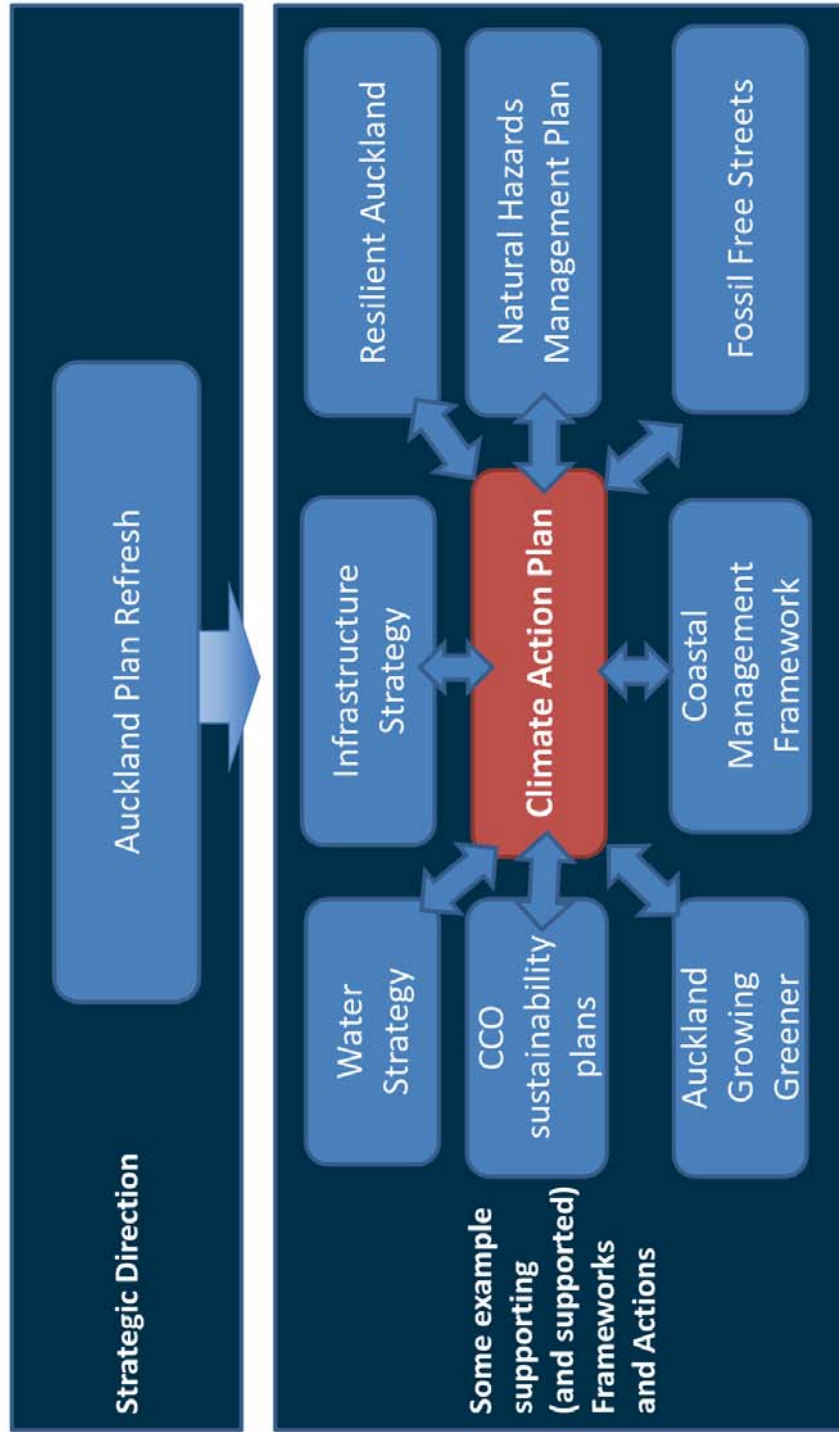 Strategic Direction
Auckland Plan Refresh
Some example
supporting
(and supported)
Frameworks
and Actions
Water
Strategy
Infrastructure
Strategy
Resilient Auckland
CCO
sustainability
plans
Climate Action Plan
Natural Hazards
Management Plan
Auckland
Growing
Greener
Coastal
Management
Framework
Fossil Free Streets